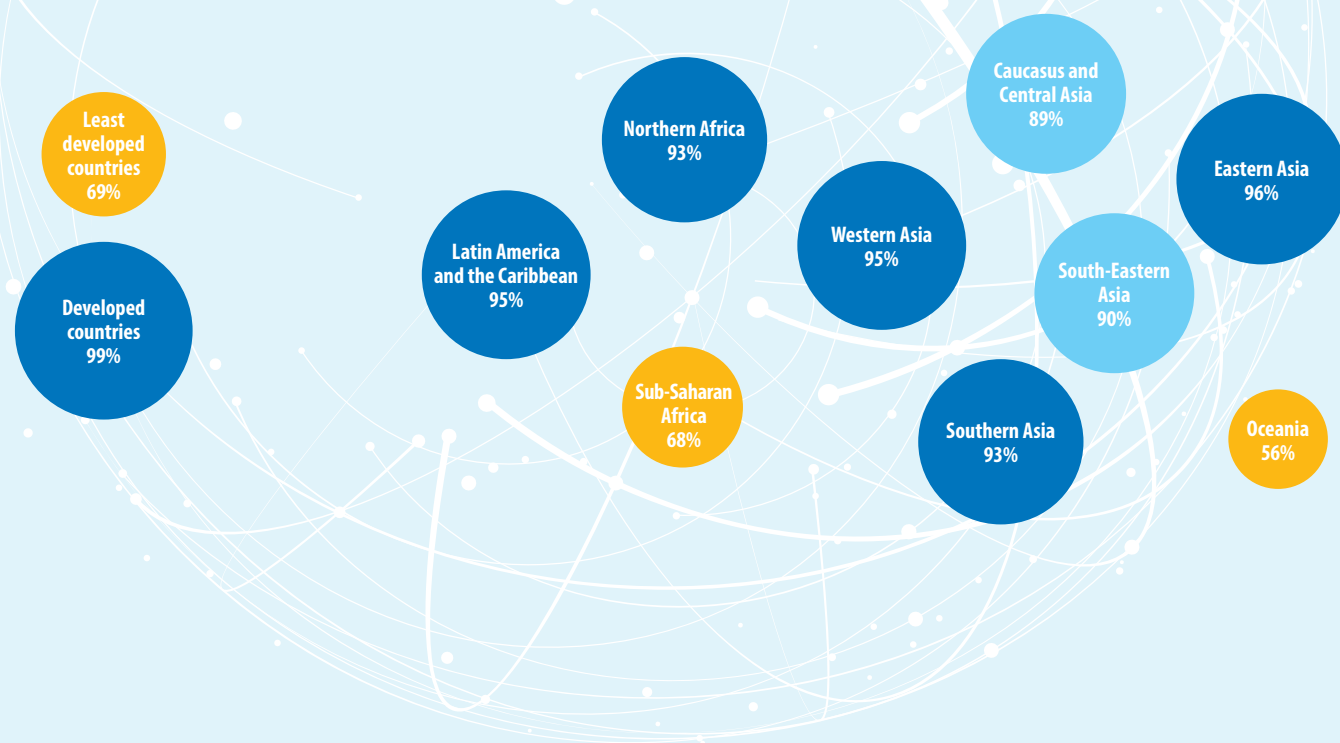 Least
developed
countries
69%
Developed
countries
99%
Latin America
and the Caribbean
95%
Northern Africa
93%
Sub-Saharan
Africa
68%
Western Asia
95%
Caucasus and
Central Asia
89%
South-Eastern
Asia
90%
Southern Asia
93%
Eastern Asia
96%
Oceania
56%